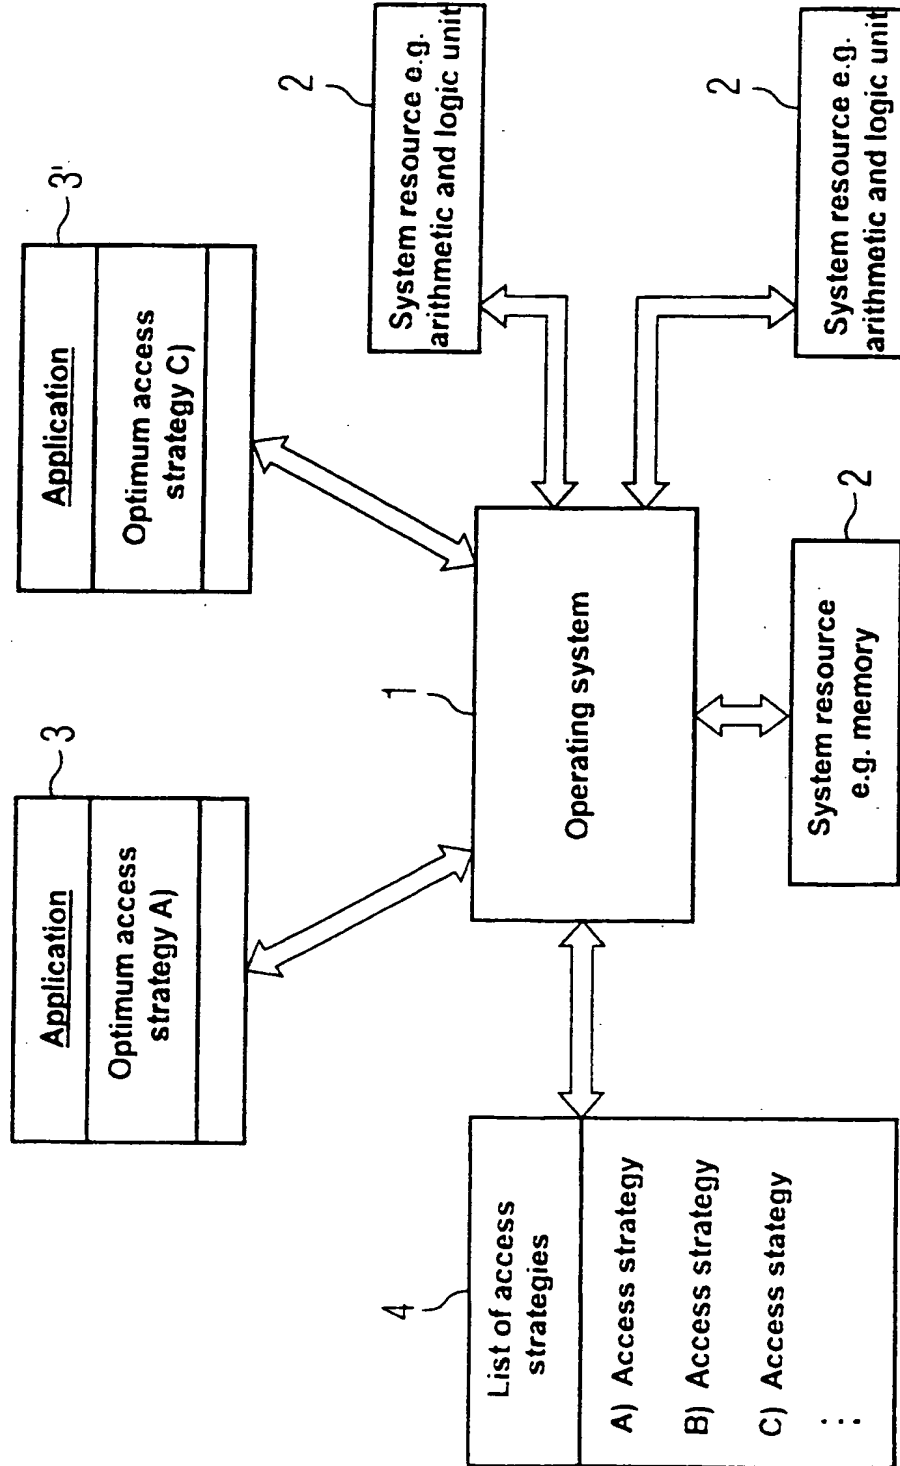 3
Application
Optimum access
strategy A)
3'
Application
Optimum access
strategy C)
4
List of access
strategies
A) Access strategy
B) Access strategy
C) Access stategy
⋮
1
Operating system
2
System resource e.g.
arithmetic and logic unit
2
System resource
e.g. memory
2
System resource e.g.
arithmetic and logic unit